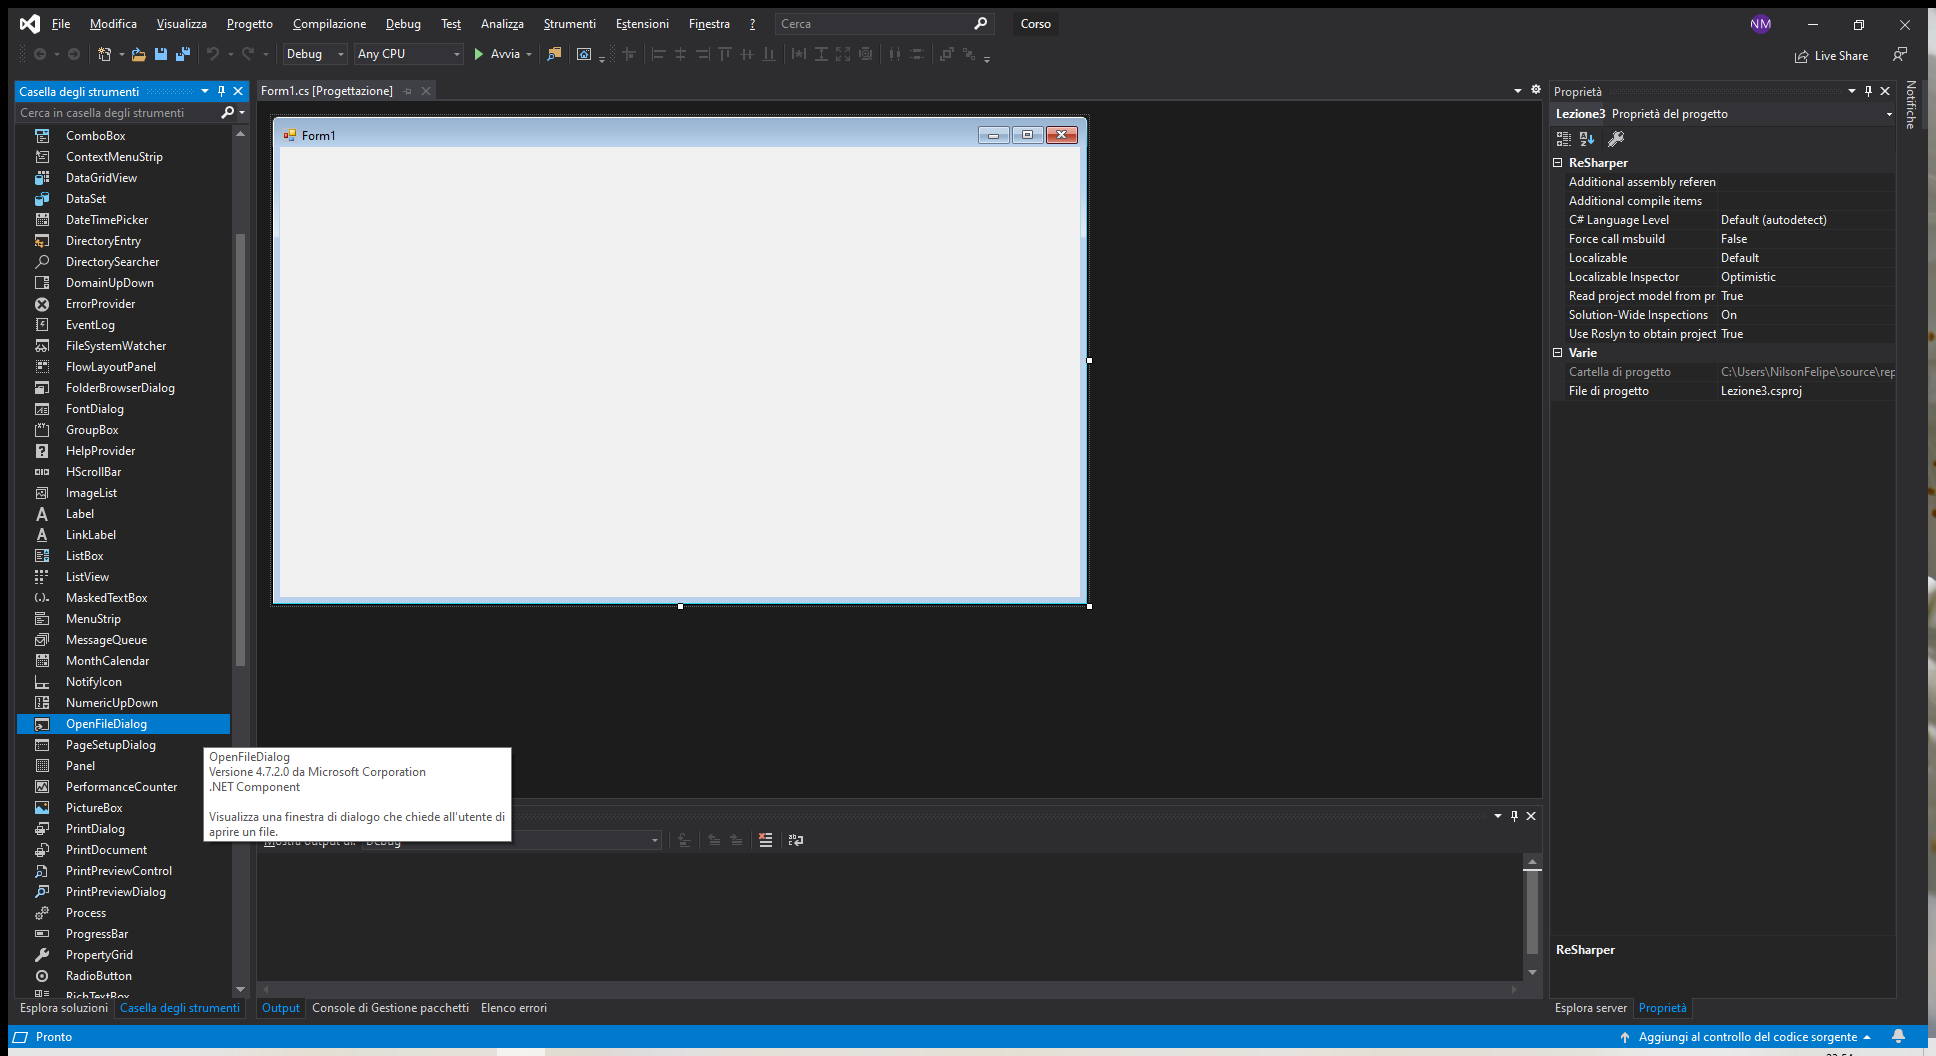 File Modifica Visualizza Progetto Compilazione Debug Test Analizza Strumenti Estensioni Finestra ? Cerca Corso NM
Debug Any CPU Avvia Live Share
Casella degli strumenti
Cerca in casella degli strumenti
ComboBox
ContextMenuStrip
DataGridView
DataSet
DateTimePicker
DirectoryEntry
DirectorySearcher
DomainUpDown
ErrorProvider
EventLog
FileSystemWatcher
FlowLayoutPanel
FolderBrowserDialog
FontDialog
GroupBox
HelpProvider
HScrollBar
ImageList
Label
LinkLabel
ListBox
ListView
MaskedTextBox
MenuStrip
MessageQueue
MonthCalendar
NotifyIcon
NumericUpDown
OpenFileDialog
PageSetupDialog
Panel
PerformanceCounter
PictureBox
PrintDialog
PrintDocument
PrintPreviewControl
PrintPreviewDialog
Process
ProgressBar
PropertyGrid
RadioButton
RichTextBox
Esplora soluzioni Casella degli strumenti
Form1.cs [Progettazione]
Form1
OpenFileDialog
Versione 4.7.2.0 da Microsoft Corporation
.NET Component
Visualizza una finestra di dialogo che chiede all'utente di
aprire un file.
Mostra output di: Debug
Output Console di Gestione pacchetti Elenco errori
Proprietà
Lezione3 Proprietà del progetto
ReSharper
Additional assembly referen
Additional compile items
C# Language Level Default (autodetect)
Force call msbuild False
Localizable Default
Localizable Inspector Optimistic
Read project model from pr True
Solution-Wide Inspections On
Use Roslyn to obtain project True
Varie
Cartella di progetto C:\Users\NilsonFelipe\source\rep
File di progetto Lezione3.csproj
ReSharper
Esplora server Proprietà
Notifiche
Pronto Aggiungi al controllo del codice sorgente